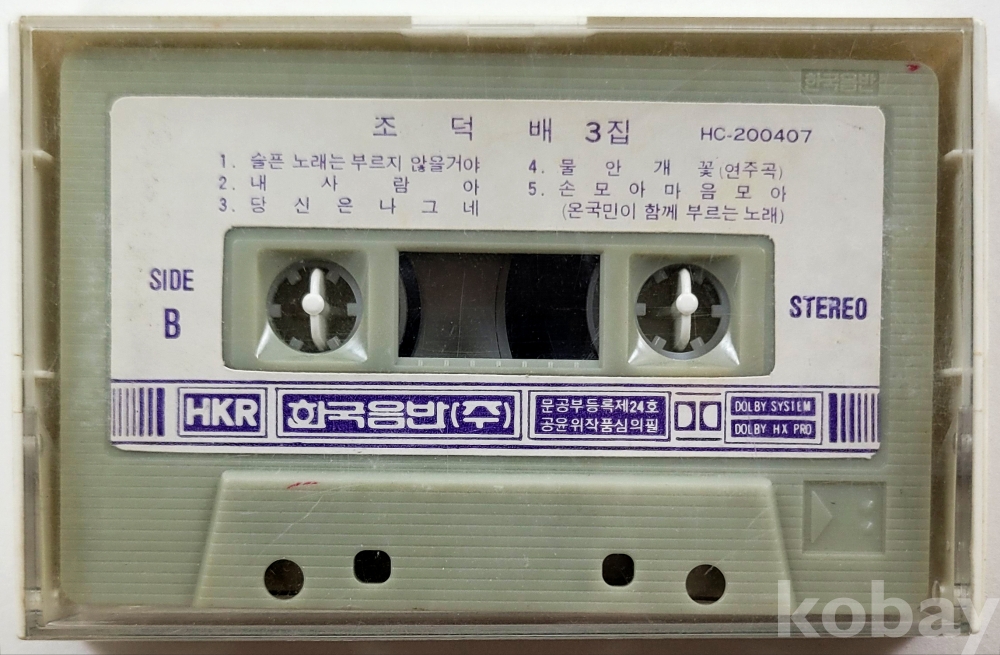 한국음반
조 덕 배 3집 HC-200407
1. 슬픈 노래는 부르지 않을거야
2. 내 사 람 아
3. 당 신 은 나 그 네
4. 물 안 개 꽃 (연주곡)
5. 손 모 아 마 음 모 아
(온국민이 함께 부르는 노래)
SIDE
B
STEREO
HKR
한국음반(주)
문공부등록제24호
공윤위작품심의필
DOLBY SYSTEM
DOLBY HX PRO
kobay